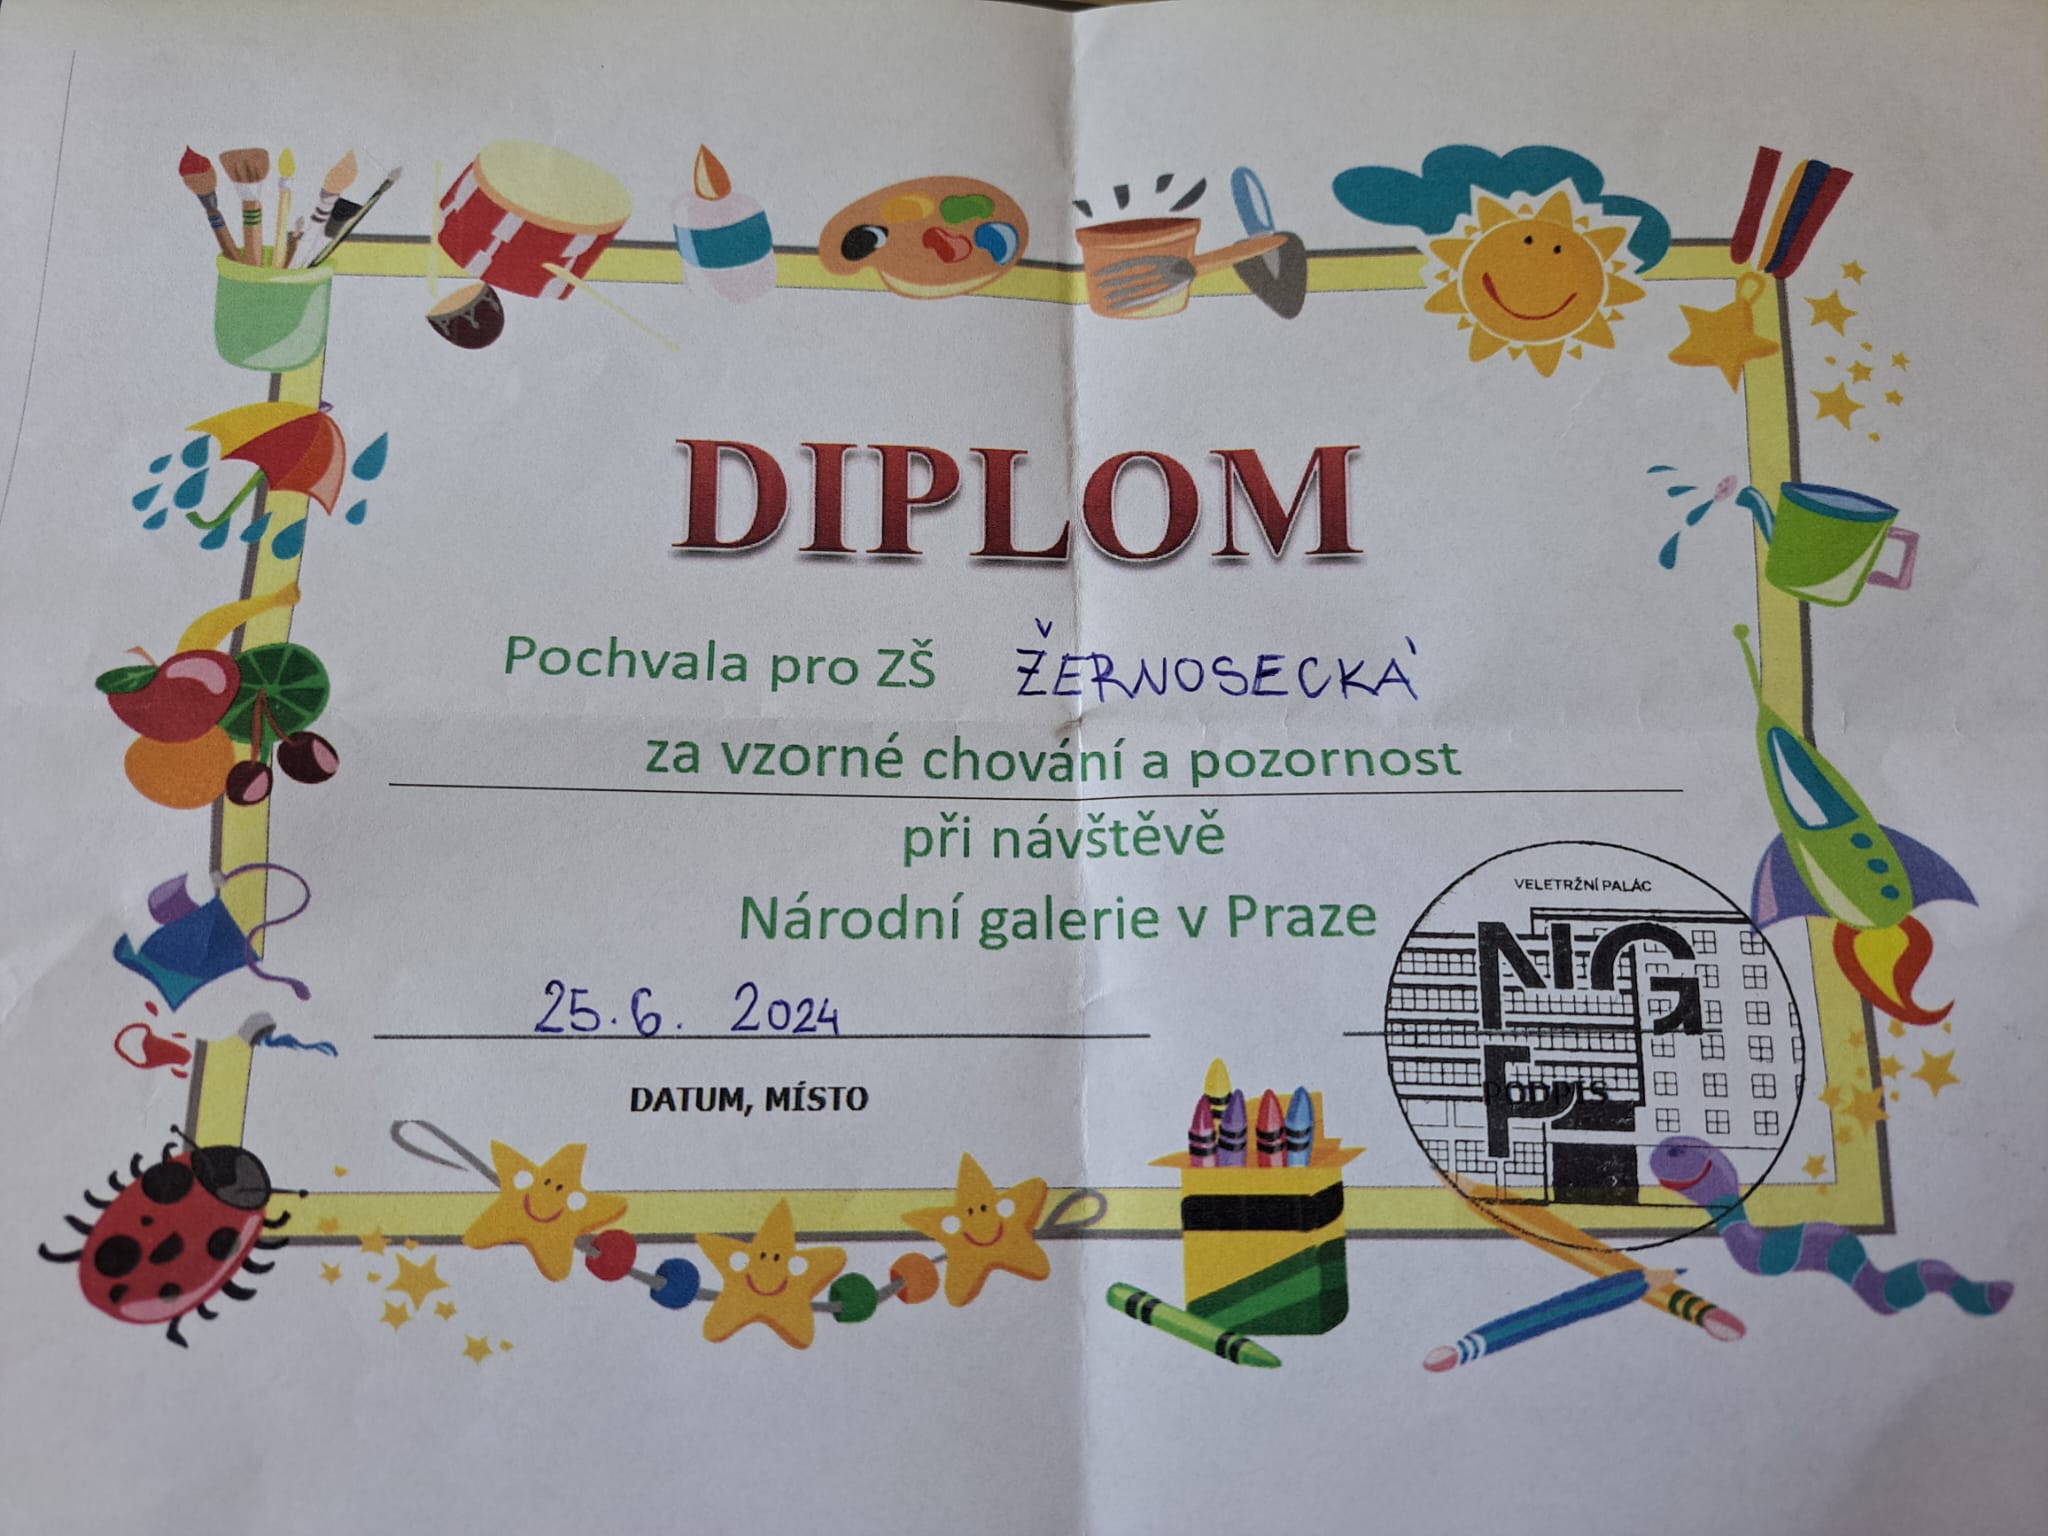 DIPLOM
Pochvala pro ZŠ ŽERNOSECKÁ
za vzorné chování a pozornost
při návštěvě
Národní galerie v Praze
VELETRŽNÍ PALÁC
NG
P
25.6. 2024
DATUM, MÍSTO
PODPIS